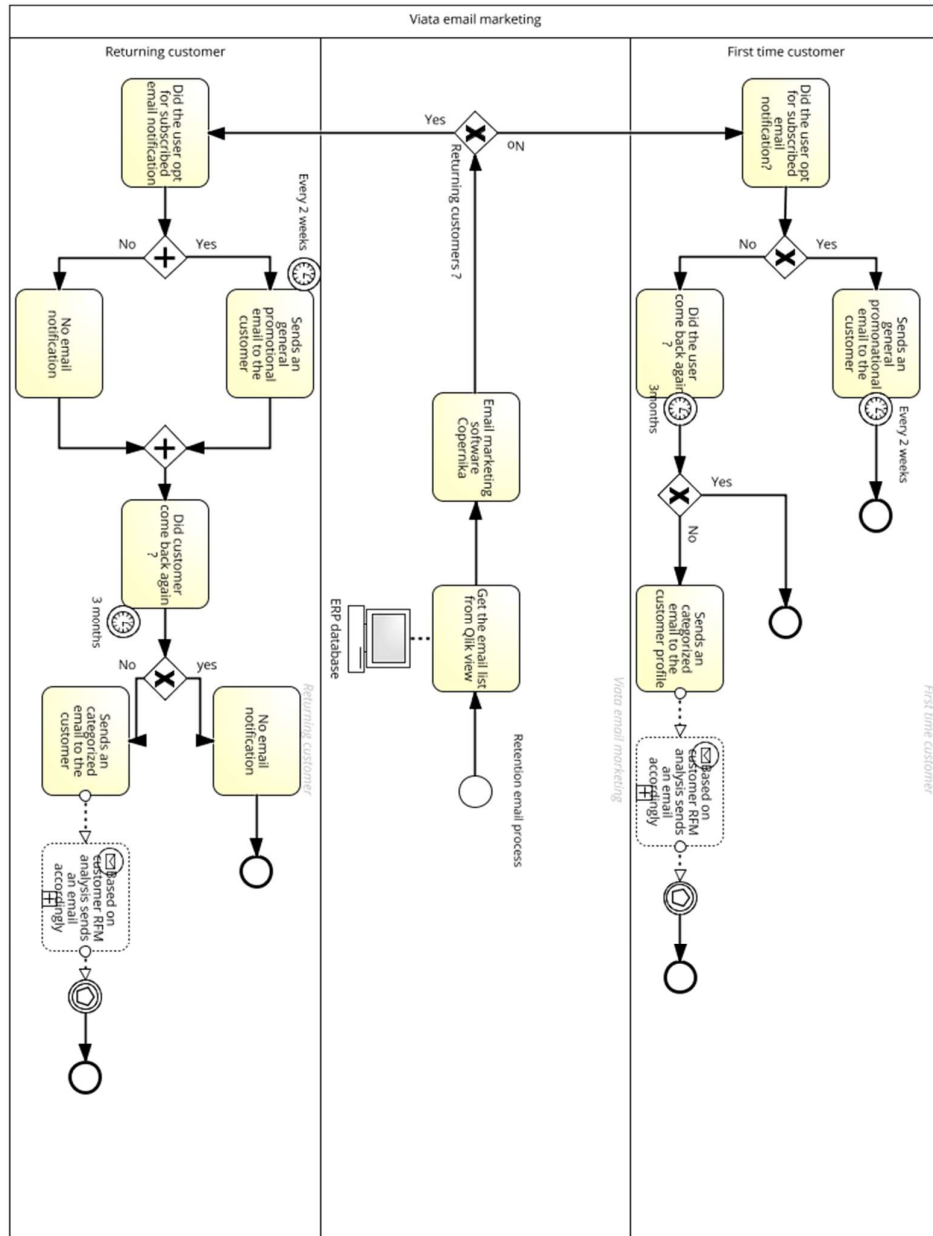 Viata email marketing
Returning customer
First time customer
Did the user opt
for subscribed
email notification
Yes
No
Returning customers ?
Did the user opt
for subscribed
email
notification?
No
Yes
Every 2 weeks
No
Yes
No email
notification
Sends an
general
promotional
email to the
customer
Did the user
come back again
?
3months
Sends an
general
promonational
email to the
customer
Every 2 weeks
Email marketing
software
Copernika
Yes
No
Did customer
come back again
?
3 months
ERP database
Get the email list
from Qlik view
Sends an
categorized
email to the
customer profile
No
yes
Sends an
categorized
email to the
customer
No email
notification
Returning customer
Viata email marketing
First time customer
Retention email process
Based on
customer RFM
analysis sends
an email
accordingly
Based on
customer RFM
analysis sends
an email
accordingly